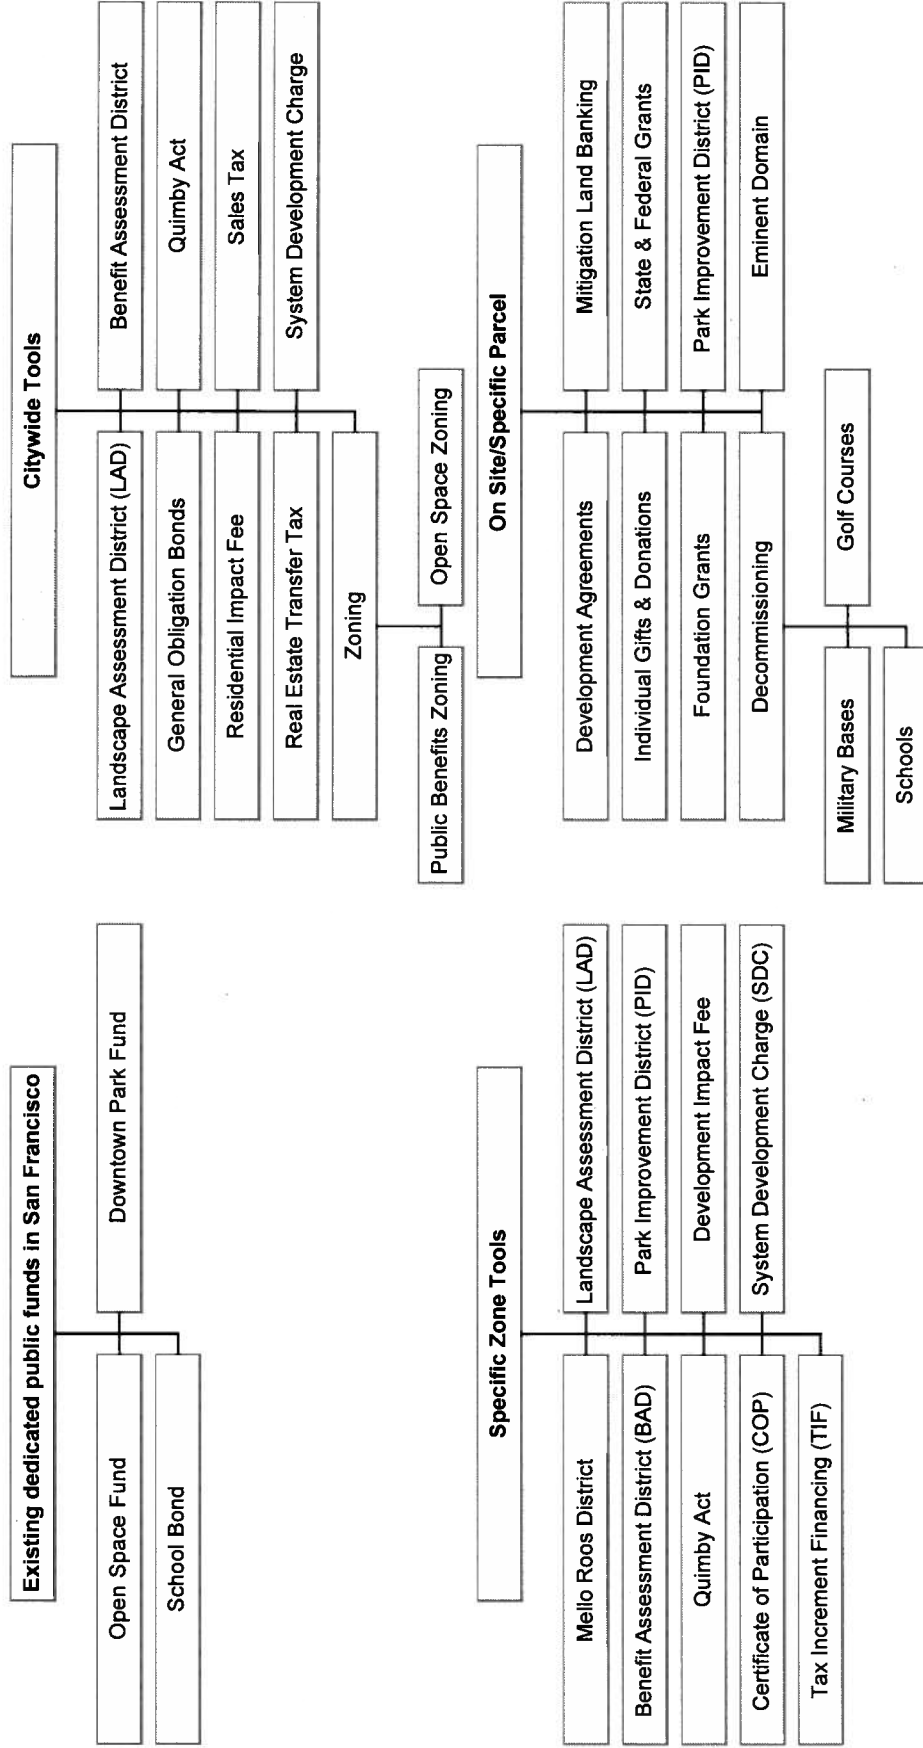 Existing dedicated public funds in San Francisco
Open Space Fund
Downtown Park Fund
School Bond
Citywide Tools
Landscape Assessment District (LAD)
Benefit Assessment District
General Obligation Bonds
Quimby Act
Residential Impact Fee
Sales Tax
Real Estate Transfer Tax
System Development Charge
Zoning
Public Benefits Zoning
Open Space Zoning
Specific Zone Tools
Mello Roos District
Landscape Assessment District (LAD)
Benefit Assessment District (BAD)
Park Improvement District (PID)
Quimby Act
Development Impact Fee
Certificate of Participation (COP)
System Development Charge (SDC)
Tax Increment Financing (TIF)
On Site/Specific Parcel
Development Agreements
Mitigation Land Banking
Individual Gifts & Donations
State & Federal Grants
Foundation Grants
Park Improvement District (PID)
Decommissioning
Eminent Domain
Military Bases
Golf Courses
Schools